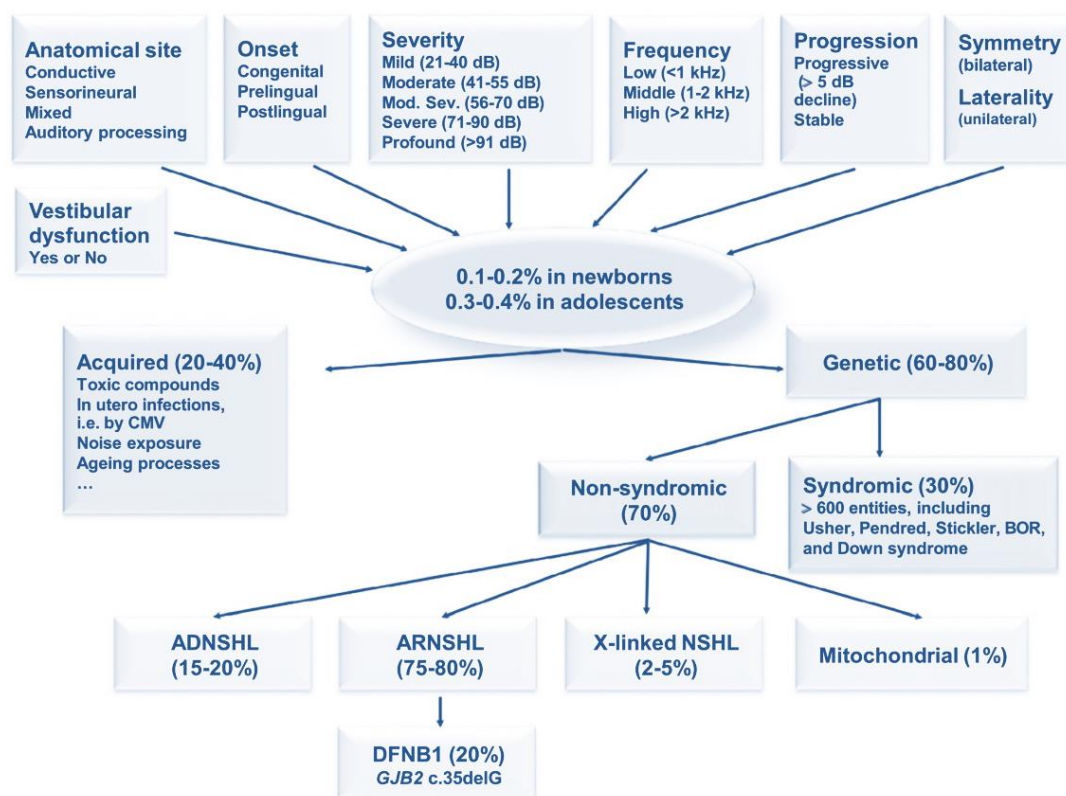 Anatomical site
Conductive
Sensorineural
Mixed
Auditory processing
Onset
Congenital
Prelingual
Postlingual
Severity
Mild (21-40 dB)
Moderate (41-55 dB)
Mod. Sev. (56-70 dB)
Severe (71-90 dB)
Profound (>91 dB)
Frequency
Low (<1 kHz)
Middle (1-2 kHz)
High (>2 kHz)
Progression
Progressive
(> 5 dB
decline)
Stable
Symmetry
(bilateral)
Laterality
(unilateral)
Vestibular
dysfunction
Yes or No
0.1-0.2% in newborns
0.3-0.4% in adolescents
Acquired (20-40%)
Toxic compounds
In utero infections,
i.e. by CMV
Noise exposure
Ageing processes
...
Genetic (60-80%)
Non-syndromic
(70%)
Syndromic (30%)
> 600 entities, including
Usher, Pendred, Stickler, BOR,
and Down syndrome
ADNSHL
(15-20%)
ARNSHL
(75-80%)
X-linked NSHL
(2-5%)
Mitochondrial (1%)
DFNB1 (20%)
GJB2 c.35delG